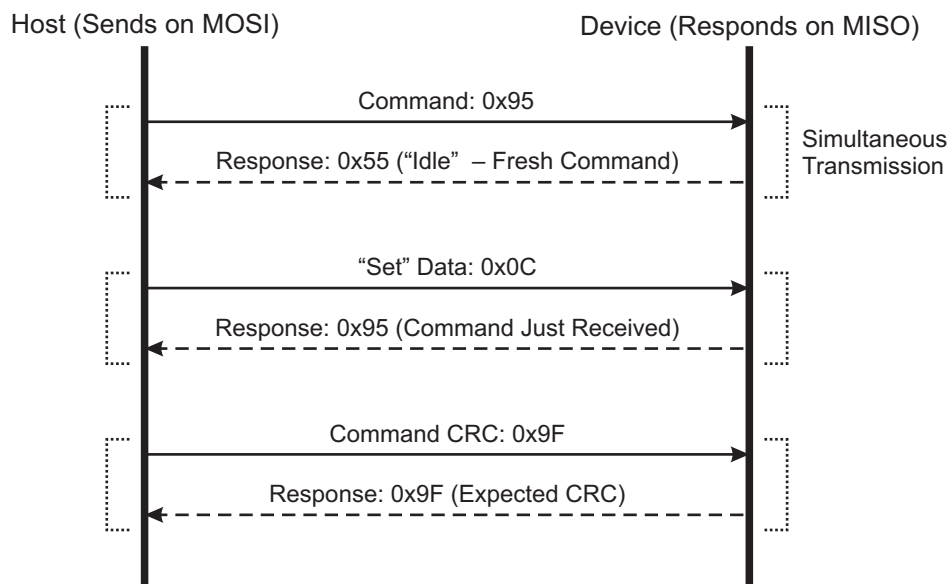 Host (Sends on MOSI)
Device (Responds on MISO)
Command: 0x95
Simultaneous
Transmission
Response: 0x55 (“Idle” – Fresh Command)
“Set” Data: 0x0C
Response: 0x95 (Command Just Received)
Command CRC: 0x9F
Response: 0x9F (Expected CRC)